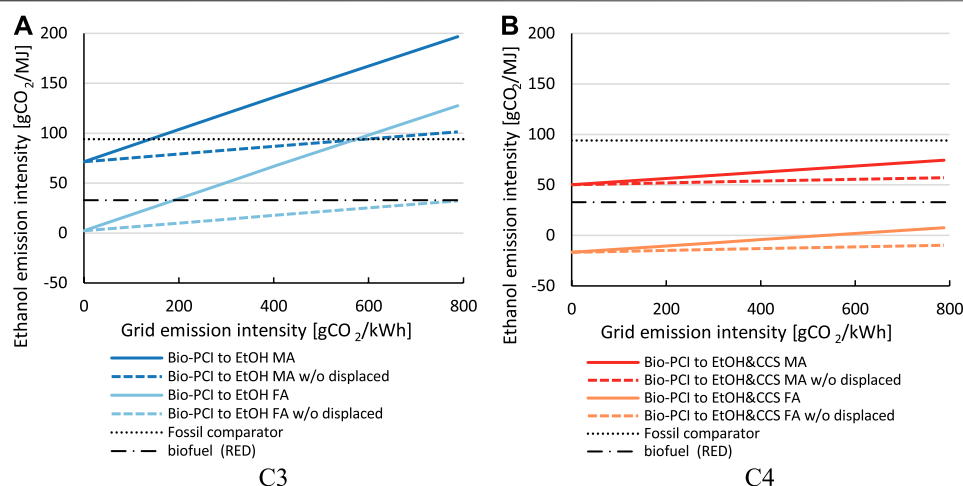 A
Ethanol emission intensity [gCO2/MJ]
200
150
100
50
0
-50
0
200
400
600
800
Grid emission intensity [gCO2/kWh]
Bio-PCI to EtOH MA
Bio-PCI to EtOH MA w/o displaced
Bio-PCI to EtOH FA
Bio-PCI to EtOH FA w/o displaced
Fossil comparator
biofuel (RED)
C3
B
Ethanol emission intensity [gCO2/MJ]
200
150
100
50
0
-50
0
200
400
600
800
Grid emission intensity [gCO2/kWh]
Bio-PCI to EtOH&CCS MA
Bio-PCI to EtOH&CCS MA w/o displaced
Bio-PCI to EtOH&CCS FA
Bio-PCI to EtOH&CCS FA w/o displaced
Fossil comparator
biofuel (RED)
C4